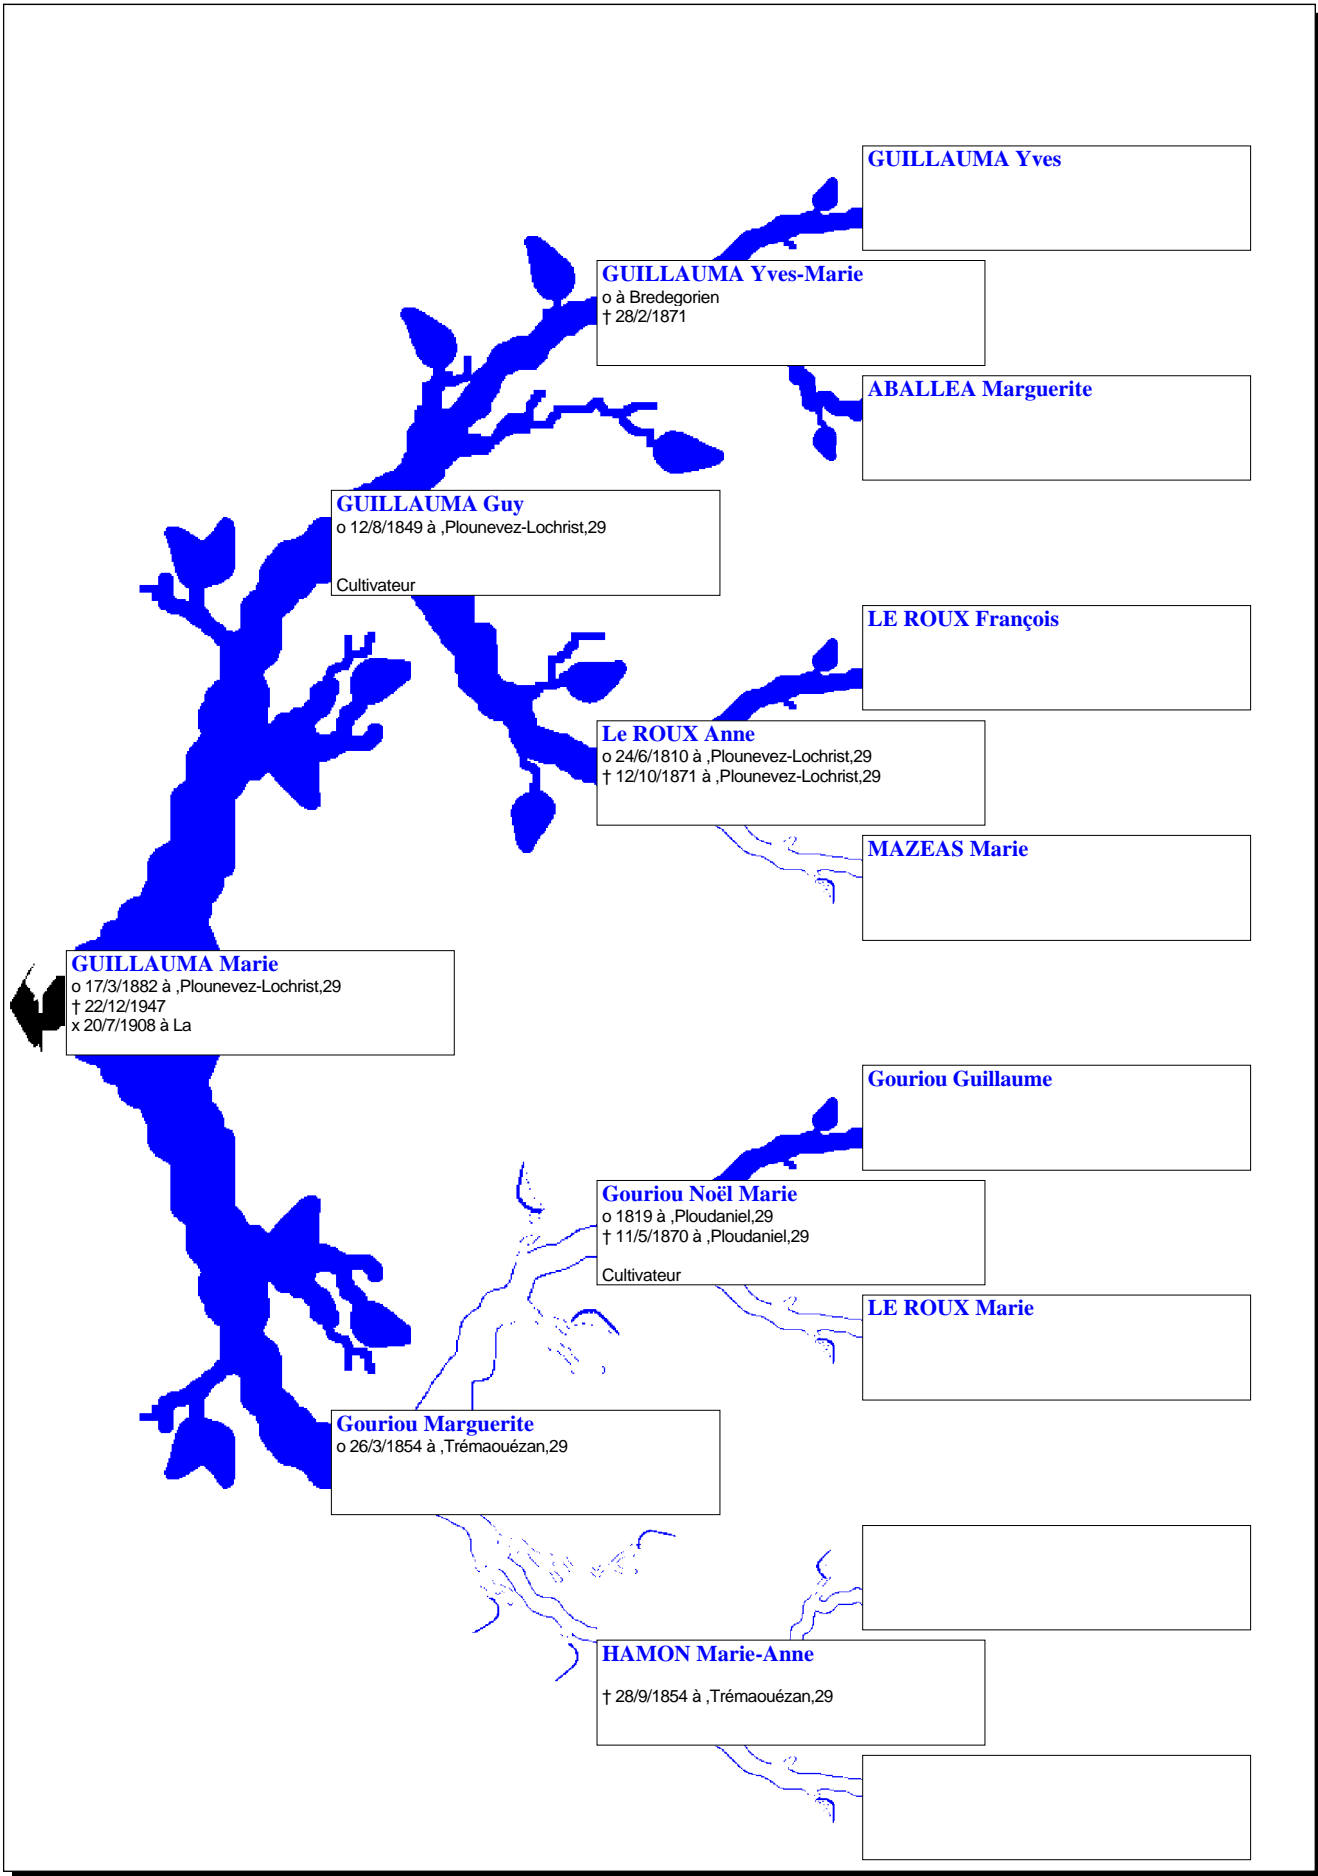 GUILLAUMA Yves
GUILLAUMA Yves-Marie
o à Bredegorien
† 28/2/1871
ABALLEA Marguerite
GUILLAUMA Guy
o 12/8/1849 à ,Plounevez-Lochrist,29
Cultivateur
LE ROUX François
Le ROUX Anne
o 24/6/1810 à ,Plounevez-Lochrist,29
† 12/10/1871 à ,Plounevez-Lochrist,29
MAZEAS Marie
GUILLAUMA Marie
o 17/3/1882 à ,Plounevez-Lochrist,29
† 22/12/1947
x 20/7/1908 à La
Gouriou Guillaume
Gouriou Noël Marie
o 1819 à ,Ploudaniel,29
† 11/5/1870 à ,Ploudaniel,29
Cultivateur
LE ROUX Marie
Gouriou Marguerite
o 26/3/1854 à ,Trémaouézan,29
HAMON Marie-Anne
† 28/9/1854 à ,Trémaouézan,29